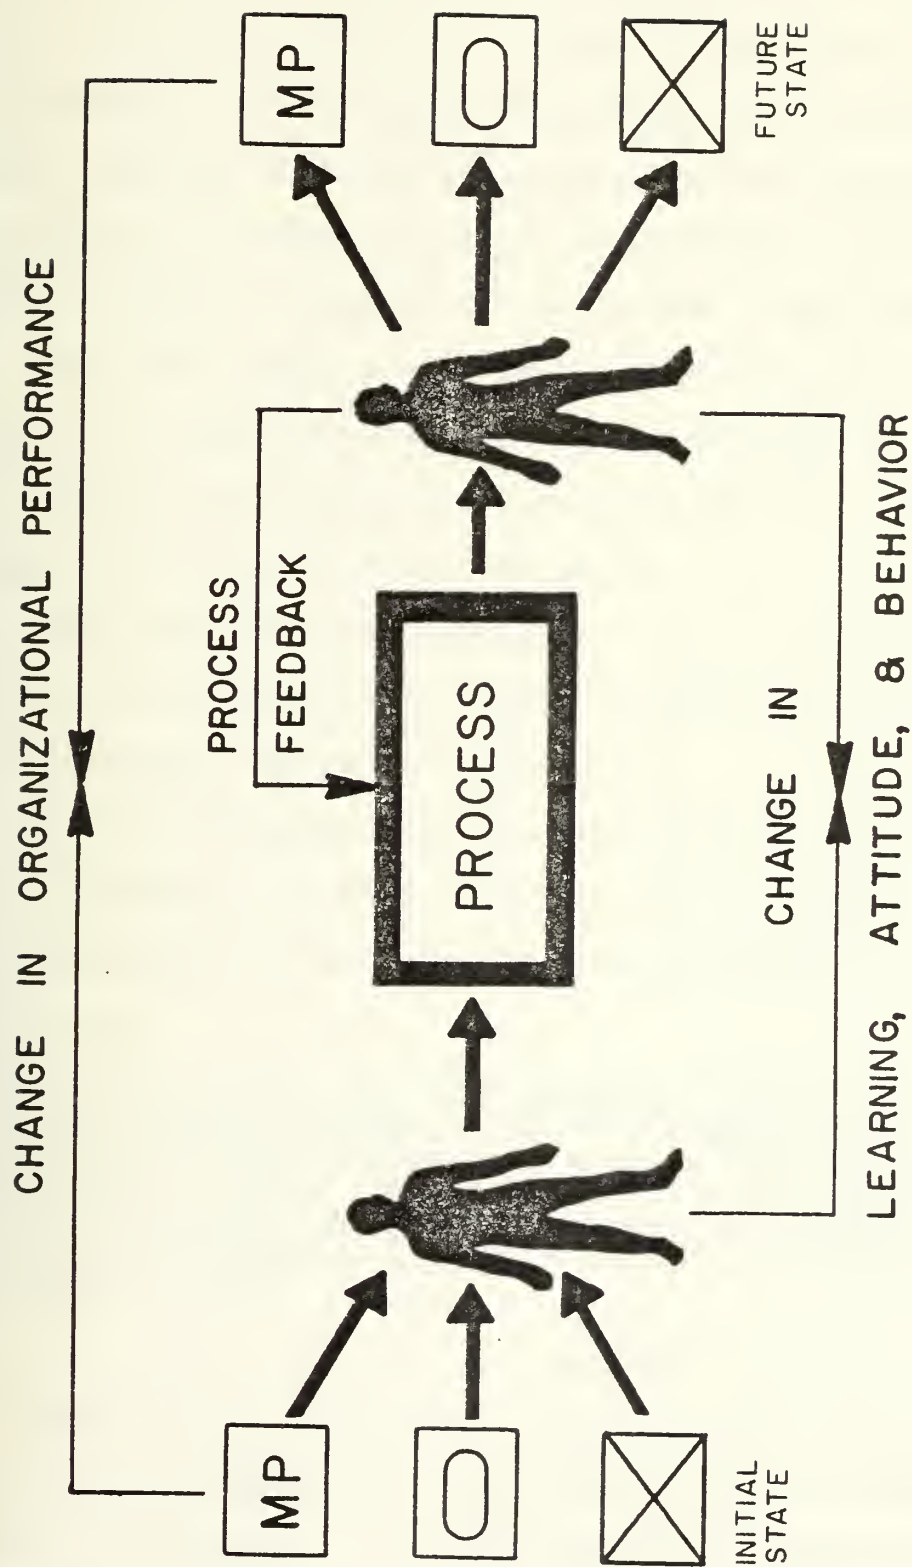 CHANGE IN ORGANIZATIONAL PERFORMANCE
MP
PROCESS
FEEDBACK
MP
PROCESS
CHANGE IN
LEARNING, ATTITUDE, & BEHAVIOR
INITIAL
STATE
FUTURE
STATE